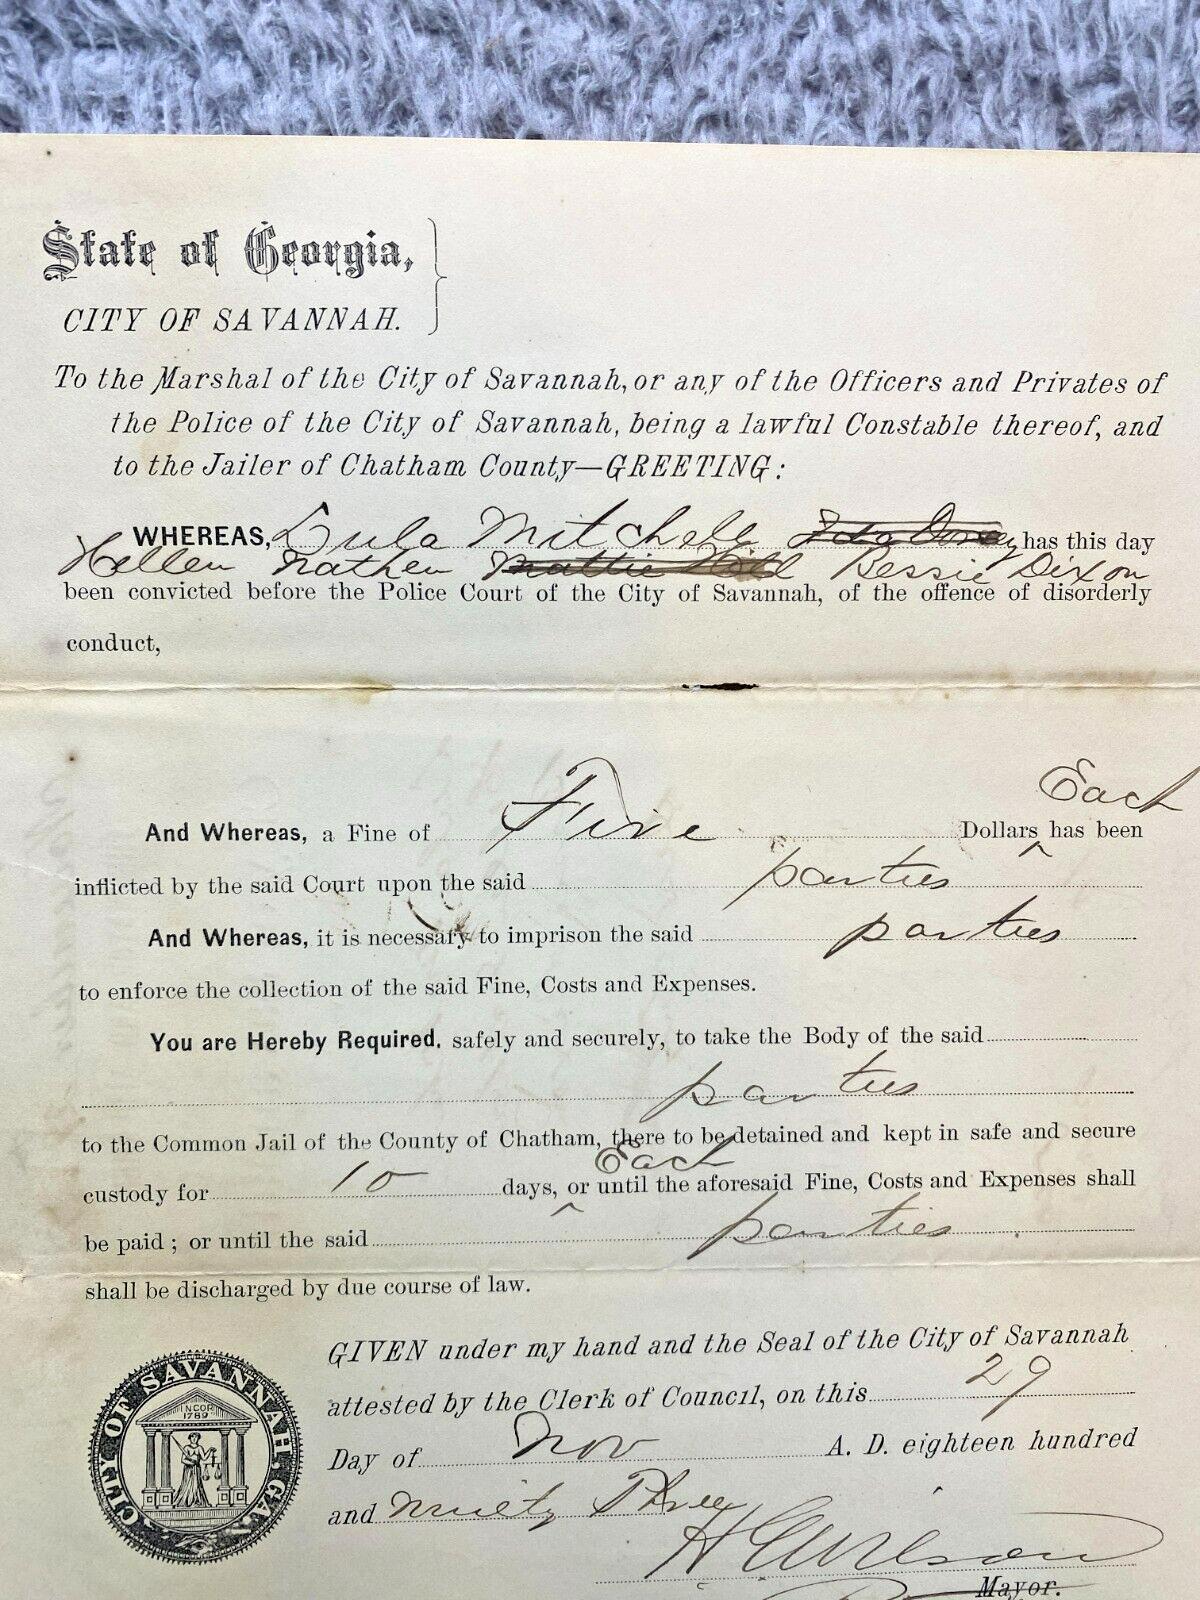 State of Georgia,
CITY OF SAVANNAH.
To the Marshal of the City of Savannah, or any of the Officers and Privates of
the Police of the City of Savannah, being a lawful Constable thereof, and
to the Jailer of Chatham County—GREETING:
WHEREAS, Lula Mitchell has this day
Hellen Nathen Mattie Bessie Dixon
been convicted before the Police Court of the City of Savannah, of the offence of disorderly
conduct,
Each
And Whereas, a Fine of Five Dollars ^ has been
inflicted by the said Court upon the said parties
And Whereas, it is necessary to imprison the said parties
to enforce the collection of the said Fine, Costs and Expenses.
You are Hereby Required, safely and securely, to take the Body of the said
parties
to the Common Jail of the County of Chatham, there to be detained and kept in safe and secure
Each
custody for 10 days, ^ or until the aforesaid Fine, Costs and Expenses shall
be paid; or until the said parties
shall be discharged by due course of law.
GIVEN under my hand and the Seal of the City of Savannah
attested by the Clerk of Council, on this 29
Day of Nov A. D. eighteen hundred
and Ninety Three
CITY OF SAVANNAH, GA.
INCOR
1789
Mayor.